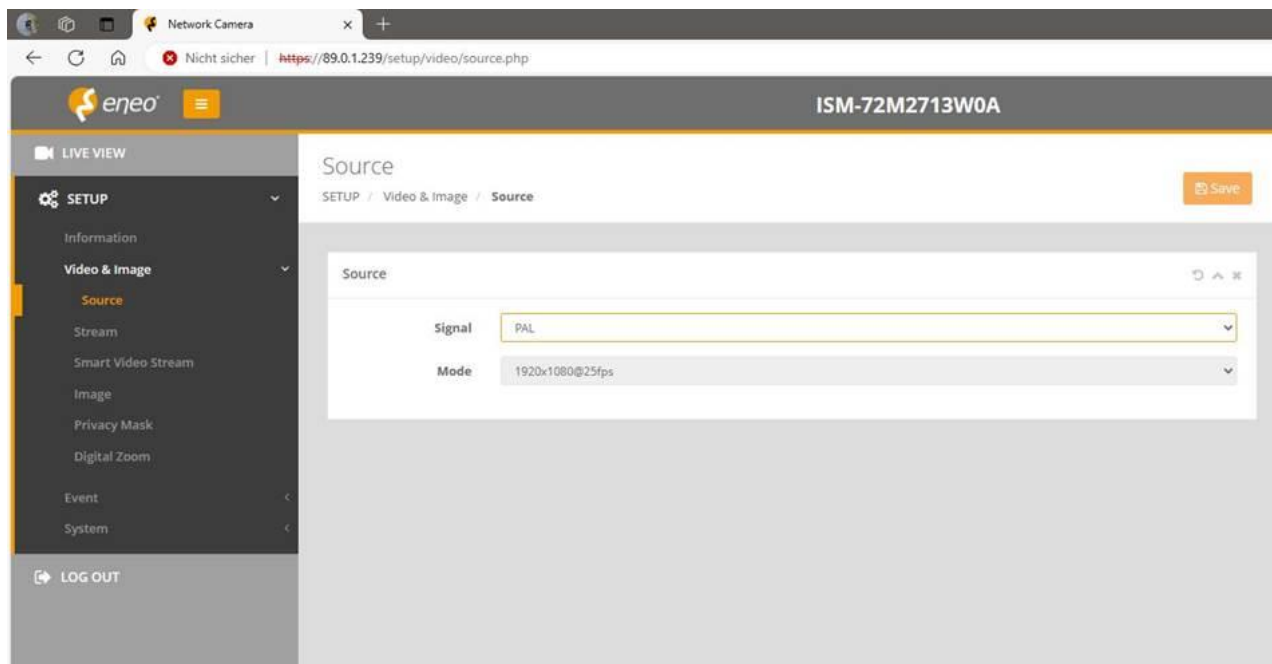 Network Camera
Nicht sicher | https://89.0.1.239/setup/video/source.php
eneo
ISM-72M2713W0A
LIVE VIEW
SETUP
Information
Video & Image
Source
Stream
Smart Video Stream
Image
Privacy Mask
Digital Zoom
Event
System
LOG OUT
Source
SETUP / Video & Image / Source
Save
Source
Signal PAL
Mode 1920x1080@25fps